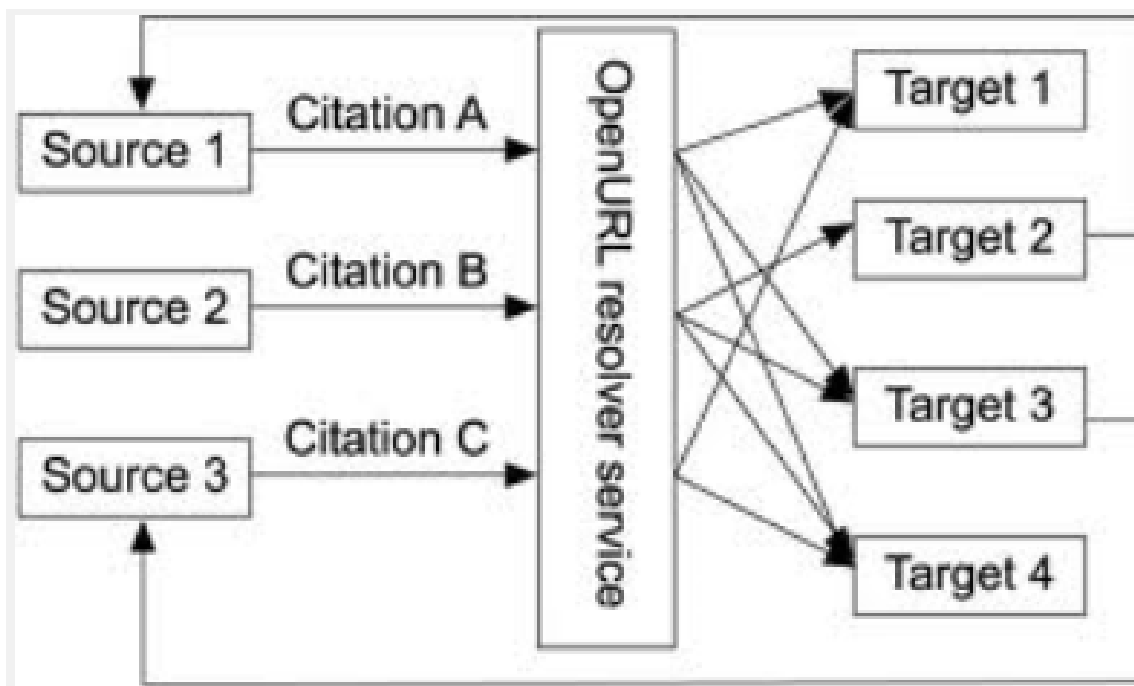 Source 1
Citation A
Source 2
Citation B
Source 3
Citation C
OpenURL resolver service
Target 1
Target 2
Target 3
Target 4